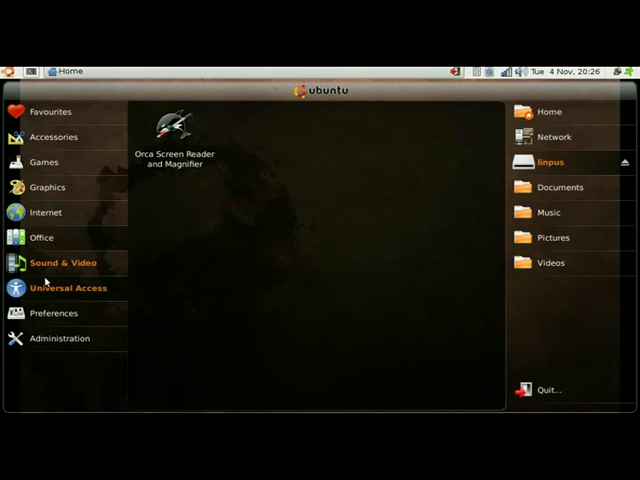 Home
Tue 4 Nov, 20:26
ubuntu
Favourites
Accessories
Games
Graphics
Internet
Office
Sound & Video
Universal Access
Preferences
Administration
Orca Screen Reader
and Magnifier
Home
Network
linpus
Documents
Music
Pictures
Videos
Quit...